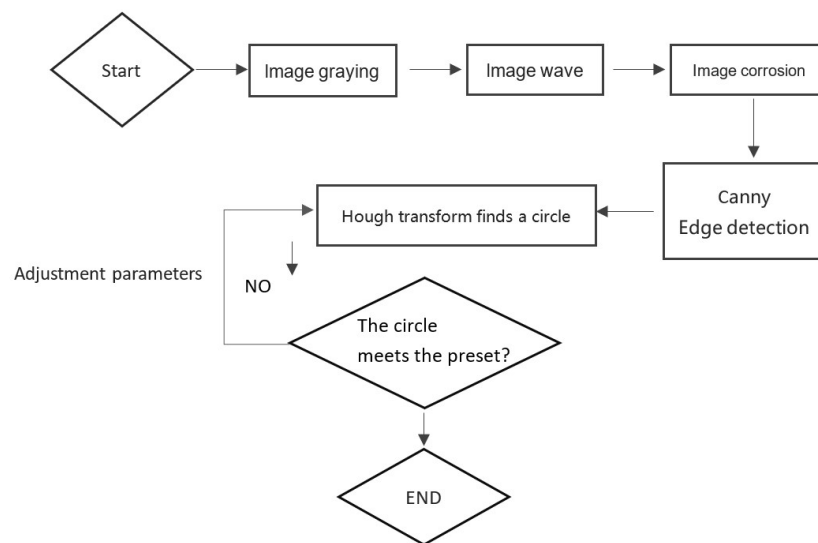 Start
Image graying
Image wave
Image corrosion
Canny
Edge detection
Hough transform finds a circle
Adjustment parameters
NO
The circle
meets the preset?
END